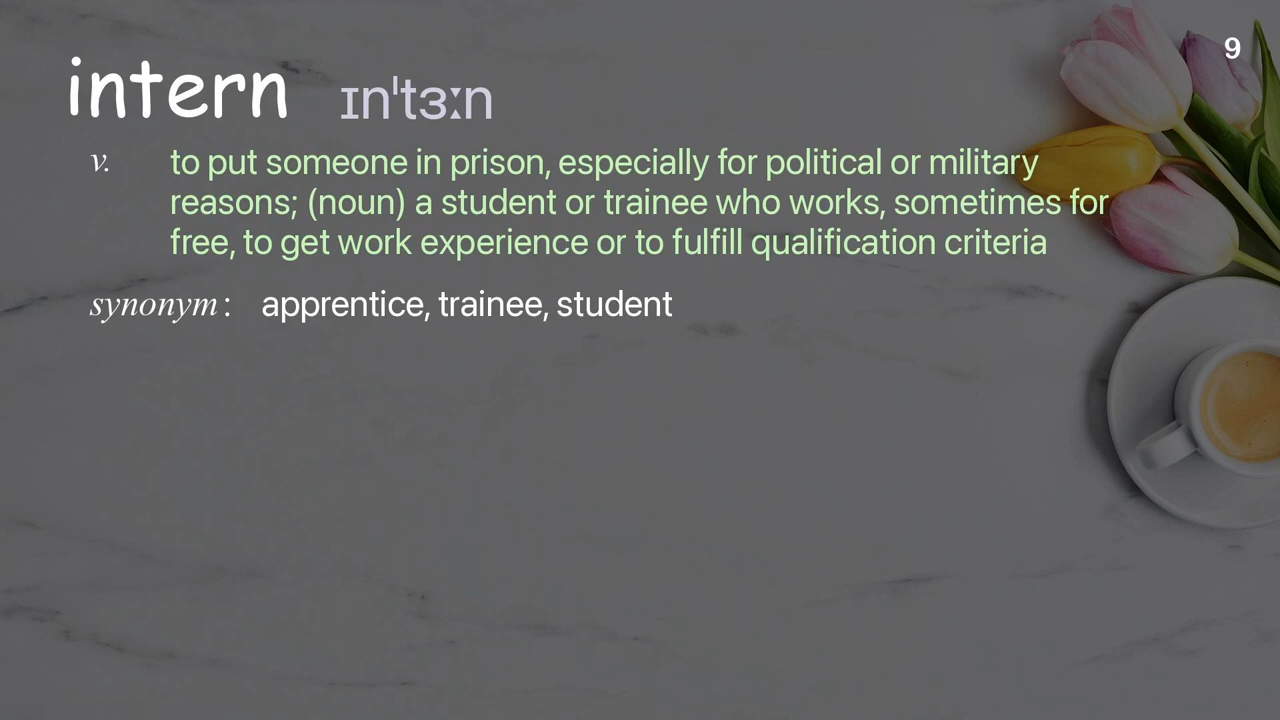 9
intern ɪnˈtɜːn
v. to put someone in prison, especially for political or military
reasons; (noun) a student or trainee who works, sometimes for
free, to get work experience or to fulfill qualification criteria
synonym: apprentice, trainee, student